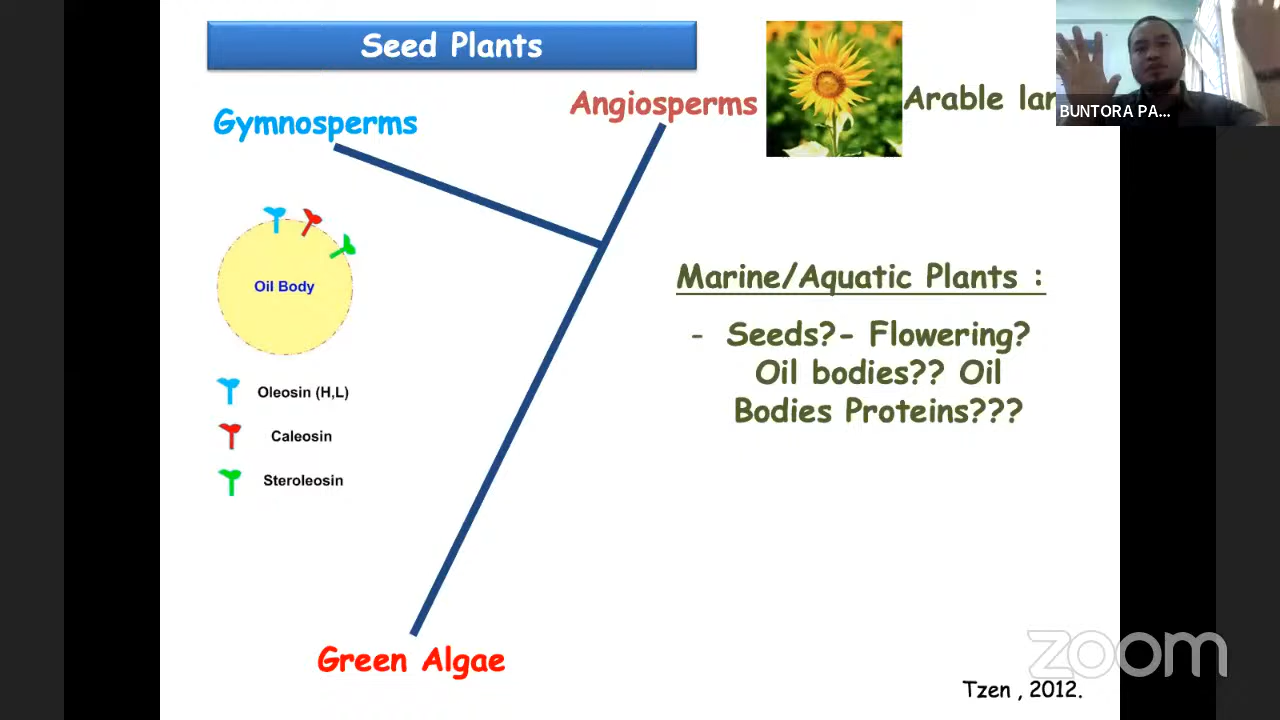 Seed Plants
Gymnosperms
Angiosperms
Arable lan
BUNTORA PA...
Oil Body
Oleosin (H,L)
Caleosin
Steroleosin
Marine/Aquatic Plants :
- Seeds?- Flowering?
Oil bodies?? Oil
Bodies Proteins???
Green Algae
zoom
Tzen , 2012.